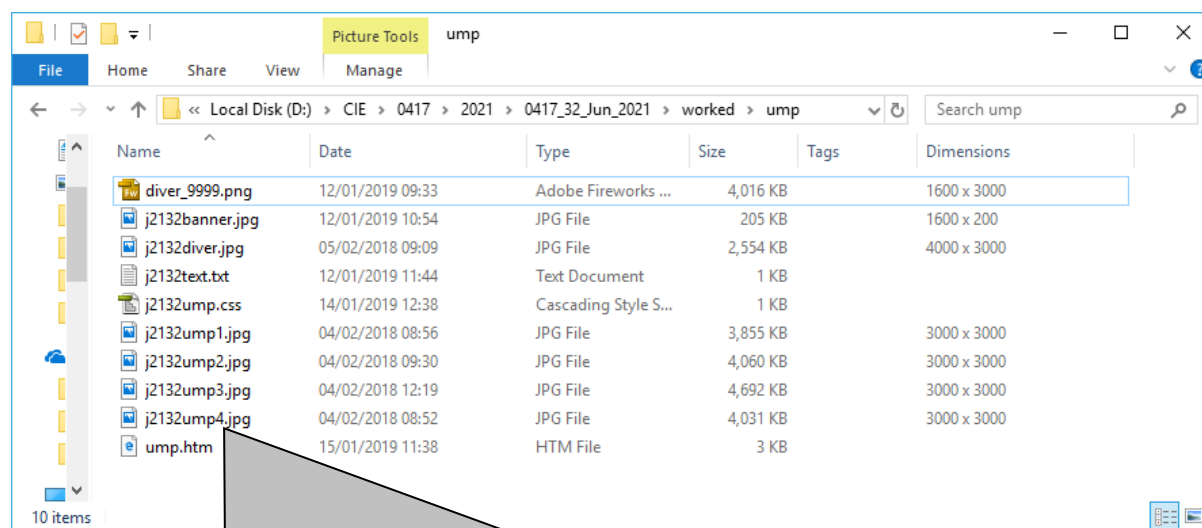 Picture Tools ump
File Home Share View Manage
« Local Disk (D:) > CIE > 0417 > 2021 > 0417_32_Jun_2021 > worked > ump Search ump
Name Date Type Size Tags Dimensions
diver_9999.png 12/01/2019 09:33 Adobe Fireworks ... 4,016 KB 1600 x 3000
j2132banner.jpg 12/01/2019 10:54 JPG File 205 KB 1600 x 200
j2132diver.jpg 05/02/2018 09:09 JPG File 2,554 KB 4000 x 3000
j2132text.txt 12/01/2019 11:44 Text Document 1 KB
j2132ump.css 14/01/2019 12:38 Cascading Style S... 1 KB
j2132ump1.jpg 04/02/2018 08:56 JPG File 3,855 KB 3000 x 3000
j2132ump2.jpg 04/02/2018 09:30 JPG File 4,060 KB 3000 x 3000
j2132ump3.jpg 04/02/2018 12:19 JPG File 4,692 KB 3000 x 3000
j2132ump4.jpg 04/02/2018 08:52 JPG File 4,031 KB 3000 x 3000
ump.htm 15/01/2019 11:38 HTM File 3 KB
10 items